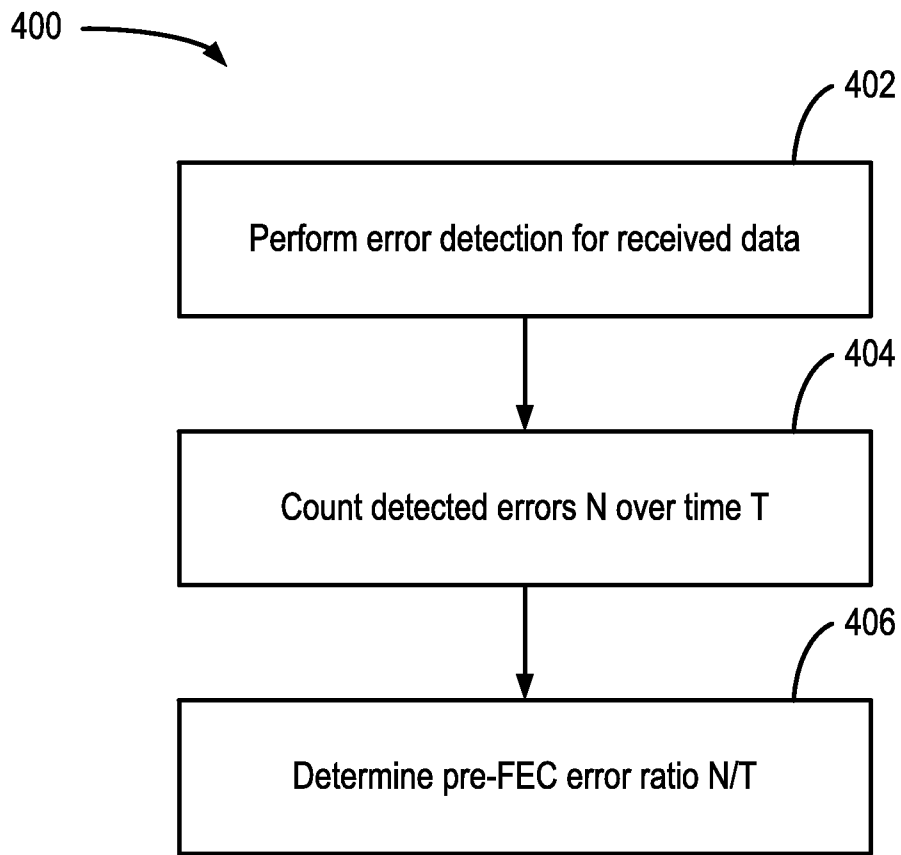 400
402
Perform error detection for received data
404
Count detected errors N over time T
406
Determine pre-FEC error ratio N/T